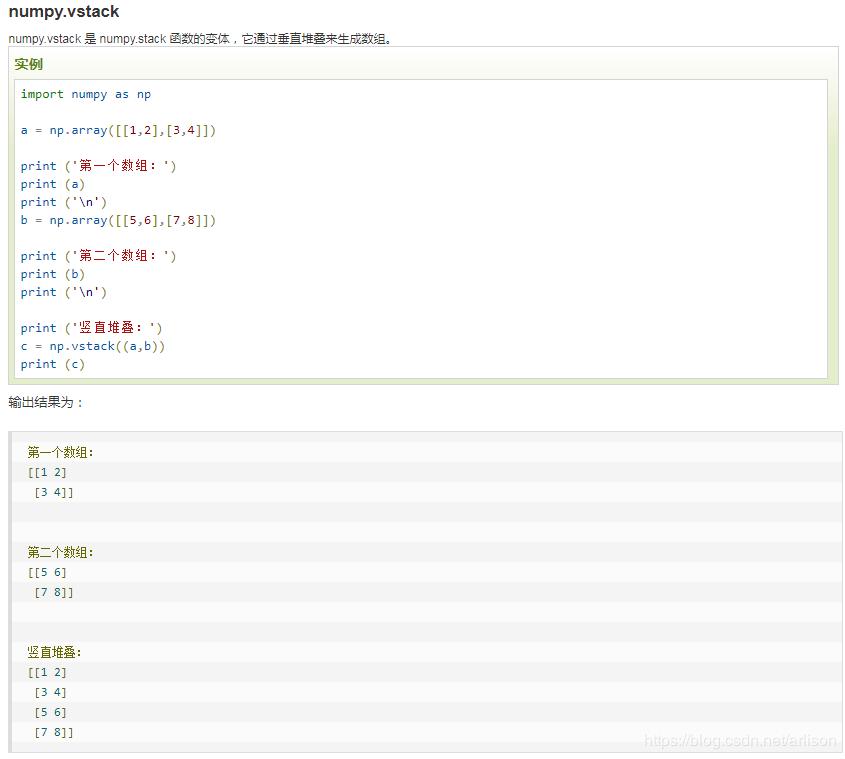 numpy.vstack
numpy.vstack 是 numpy.stack 函数的变体，它通过垂直堆叠来生成数组。
实例
import numpy as np
a = np.array([[1,2],[3,4]])
print ('第一个数组：')
print (a)
print ('\n')
b = np.array([[5,6],[7,8]])
print ('第二个数组：')
print (b)
print ('\n')
print ('竖直堆叠：')
c = np.vstack((a,b))
print (c)
输出结果为：
第一个数组：
[[1 2]
 [3 4]]
第二个数组：
[[5 6]
 [7 8]]
竖直堆叠：
[[1 2]
 [3 4]
 [5 6]
 [7 8]]
https://blog.csdn.net/arlison